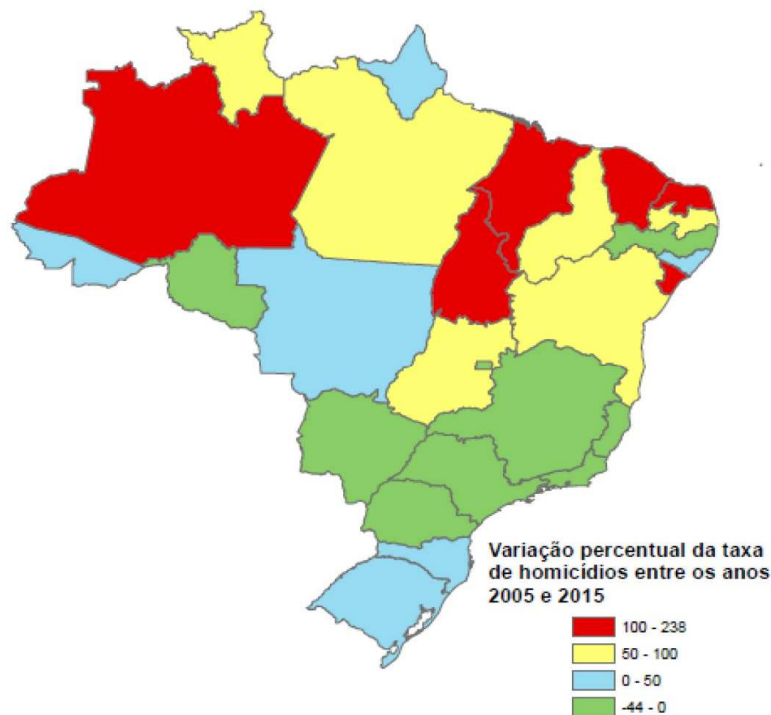 Variação percentual da taxa
de homicídios entre os anos
2005 e 2015
100 - 238
50 - 100
0 - 50
-44 - 0